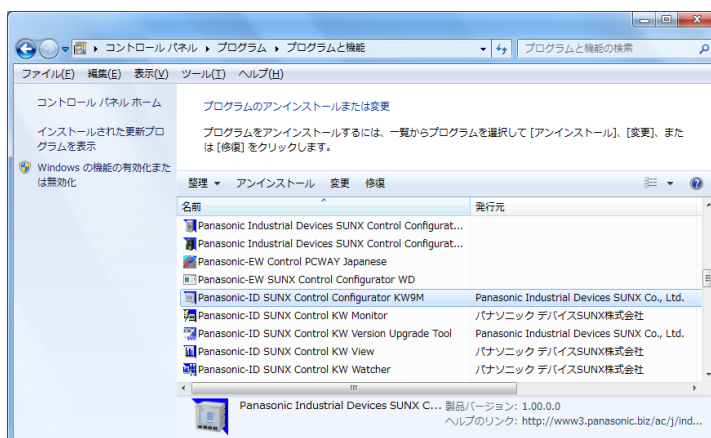 コントロール パネル ▸ プログラム ▸ プログラムと機能
プログラムと機能の検索
ファイル(F) 編集(E) 表示(V) ツール(T) ヘルプ(H)
コントロール パネル ホーム
インストールされた更新プロ
グラムを表示
Windows の機能の有効化また
は無効化
プログラムのアンインストールまたは変更
プログラムをアンインストールするには、一覧からプログラムを選択して [アンインストール]、[変更]、また
は [修復] をクリックします。
整理 ▼ アンインストール 変更 修復
名前 発行元
Panasonic Industrial Devices SUNX Control Configurat...
Panasonic Industrial Devices SUNX Control Configurat...
Panasonic-EW Control PCWAY Japanese
Panasonic-EW SUNX Control Configurator WD
Panasonic-ID SUNX Control Configurator KW9M Panasonic Industrial Devices SUNX Co., Ltd.
Panasonic-ID SUNX Control KW Monitor パナソニック デバイスSUNX株式会社
Panasonic-ID SUNX Control KW Version Upgrade Tool Panasonic Industrial Devices SUNX Co., Ltd.
Panasonic-ID SUNX Control KW View パナソニック デバイスSUNX株式会社
Panasonic-ID SUNX Control KW Watcher パナソニック デバイスSUNX株式会社
Panasonic Industrial Devices SUNX C... 製品バージョン: 1.00.0.0
ヘルプのリンク: http://www3.panasonic.biz/ac/j/ind...